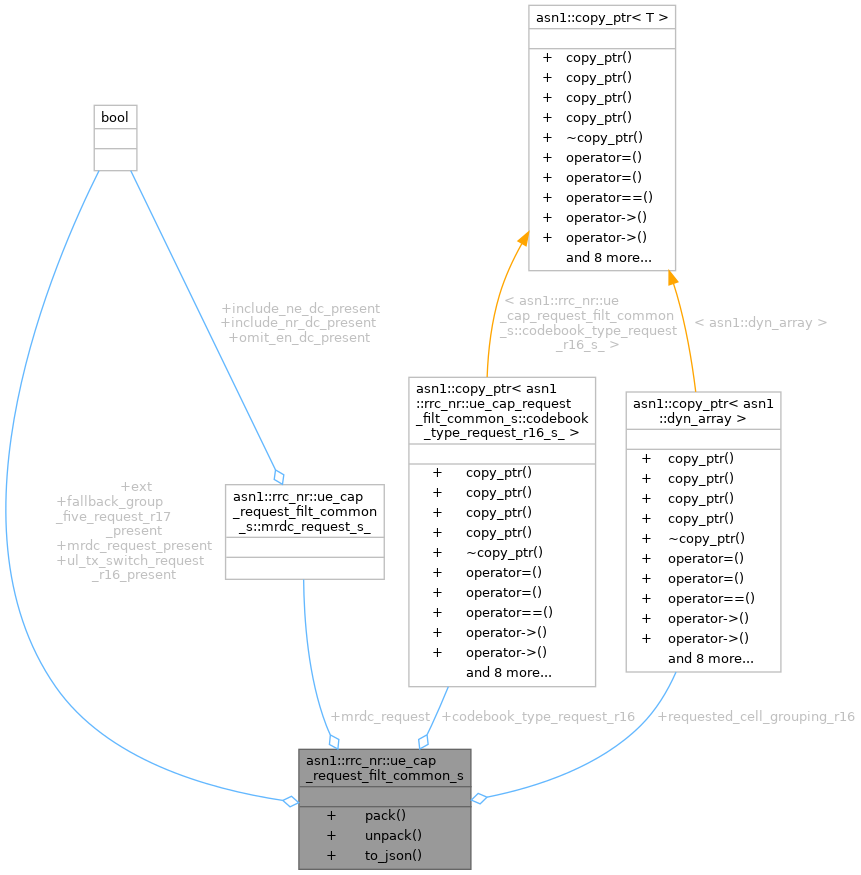 asn1::copy_ptr< T >
+ copy_ptr()
+ copy_ptr()
+ copy_ptr()
+ copy_ptr()
+ ~copy_ptr()
+ operator=()
+ operator=()
+ operator==()
+ operator->()
+ operator->()
and 8 more...
bool
+include_ne_dc_present
+include_nr_dc_present
+omit_en_dc_present
< asn1::rrc_nr::ue
_cap_request_filt_common
_s::codebook_type_request
_r16_s_ >
< asn1::dyn_array >
asn1::copy_ptr< asn1
::rrc_nr::ue_cap_request
_filt_common_s::codebook
_type_request_r16_s_ >
+ copy_ptr()
+ copy_ptr()
+ copy_ptr()
+ copy_ptr()
+ ~copy_ptr()
+ operator=()
+ operator=()
+ operator==()
+ operator->()
+ operator->()
and 8 more...
asn1::copy_ptr< asn1
::dyn_array >
+ copy_ptr()
+ copy_ptr()
+ copy_ptr()
+ copy_ptr()
+ ~copy_ptr()
+ operator=()
+ operator=()
+ operator==()
+ operator->()
+ operator->()
and 8 more...
+ext
+fallback_group
_five_request_r17
_present
+mrdc_request_present
+ul_tx_switch_request
_r16_present
asn1::rrc_nr::ue_cap
_request_filt_common
_s::mrdc_request_s_
+mrdc_request
+codebook_type_request_r16
+requested_cell_grouping_r16
asn1::rrc_nr::ue_cap
_request_filt_common_s
+ pack()
+ unpack()
+ to_json()